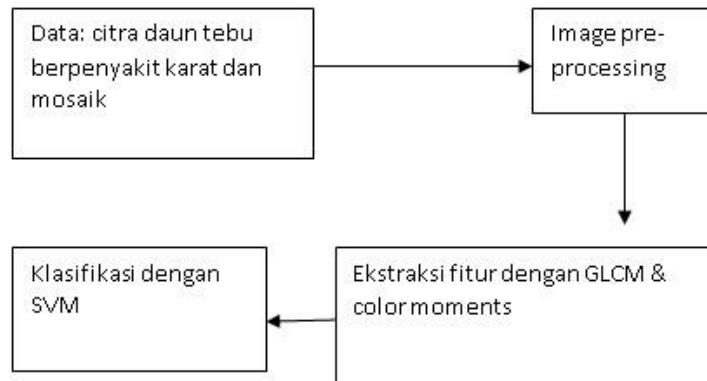 Data: citra daun tebu
berpenyakit karat dan
mosaik
Image pre-
processing
Ekstraksi fitur dengan GLCM &
color moments
Klasifikasi dengan
SVM